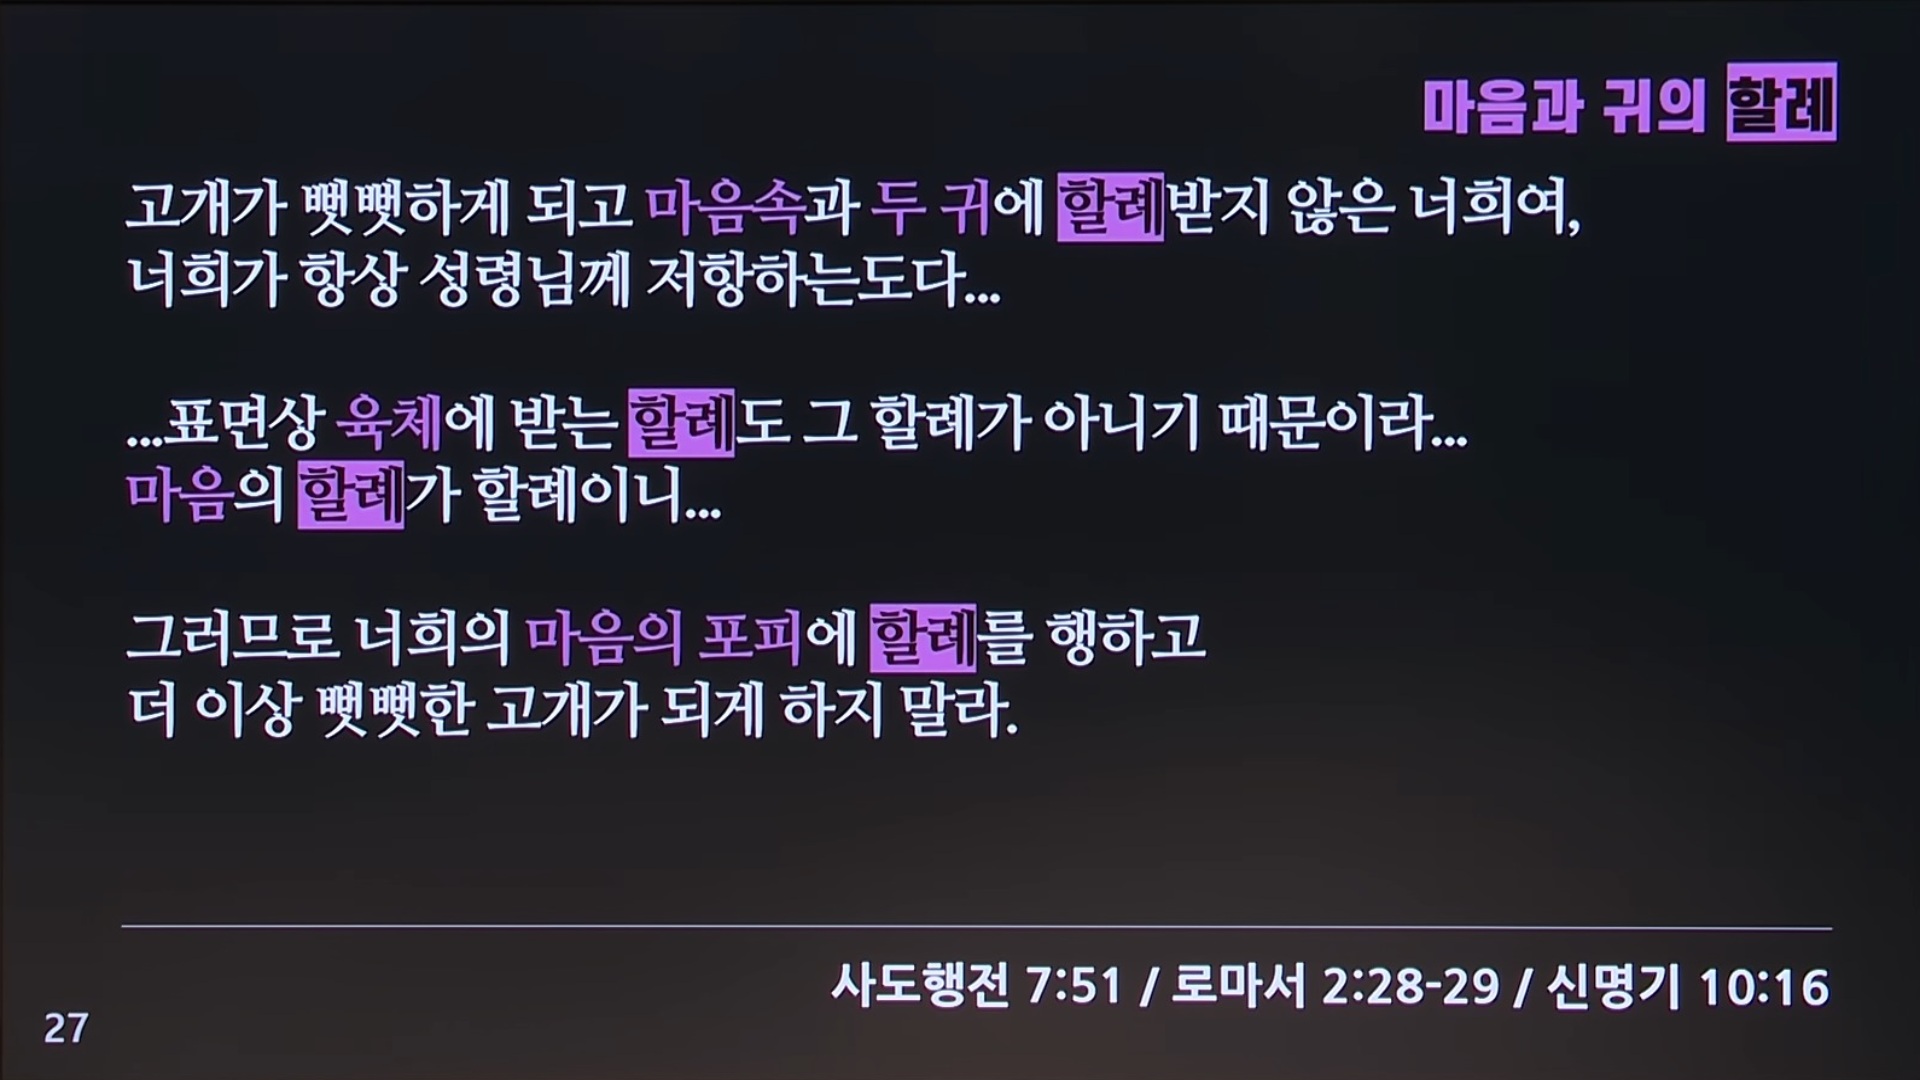 마음과 귀의 할례
고개가 뻣뻣하게 되고 마음속과 두 귀에 할례받지 않은 너희여,
너희가 항상 성령님께 저항하는도다...
...표면상 육체에 받는 할례도 그 할례가 아니기 때문이라...
마음의 할례가 할례이니...
그러므로 너희의 마음의 포피에 할례를 행하고
더 이상 뻣뻣한 고개가 되게 하지 말라.
사도행전 7:51 / 로마서 2:28-29 / 신명기 10:16
27